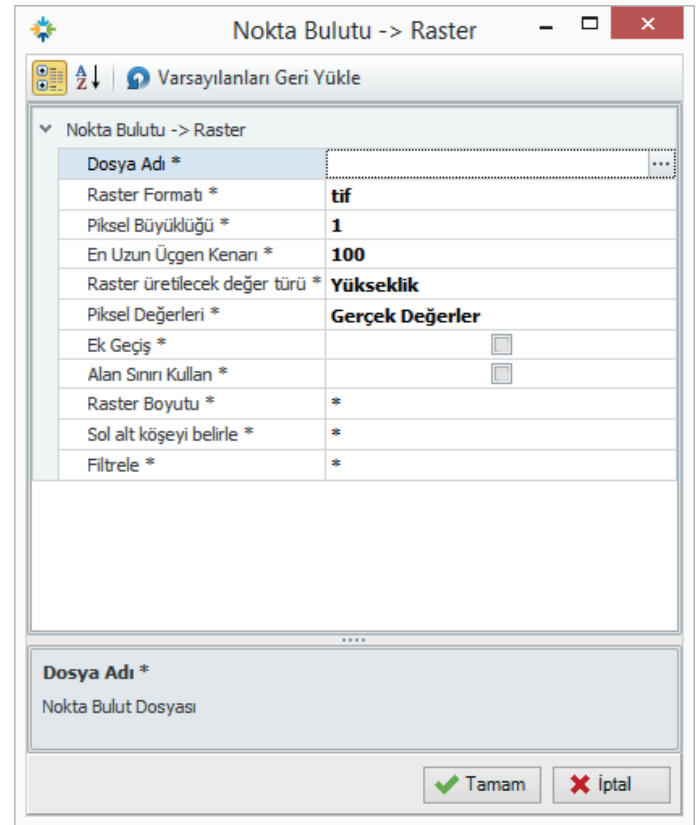 Nokta Bulutu -> Raster
Varsayılanları Geri Yükle
Nokta Bulutu -> Raster
Dosya Adı * ...
Raster Formatı * tif
Piksel Büyüklüğü * 1
En Uzun Üçgen Kenarı * 100
Raster üretilecek değer türü * Yükseklik
Piksel Değerleri * Gerçek Değerler
Ek Geçiş *
Alan Sınırı Kullan *
Raster Boyutu * *
Sol alt köşeyi belirle * *
Filtrele * *
Dosya Adı *
Nokta Bulut Dosyası
Tamam İptal